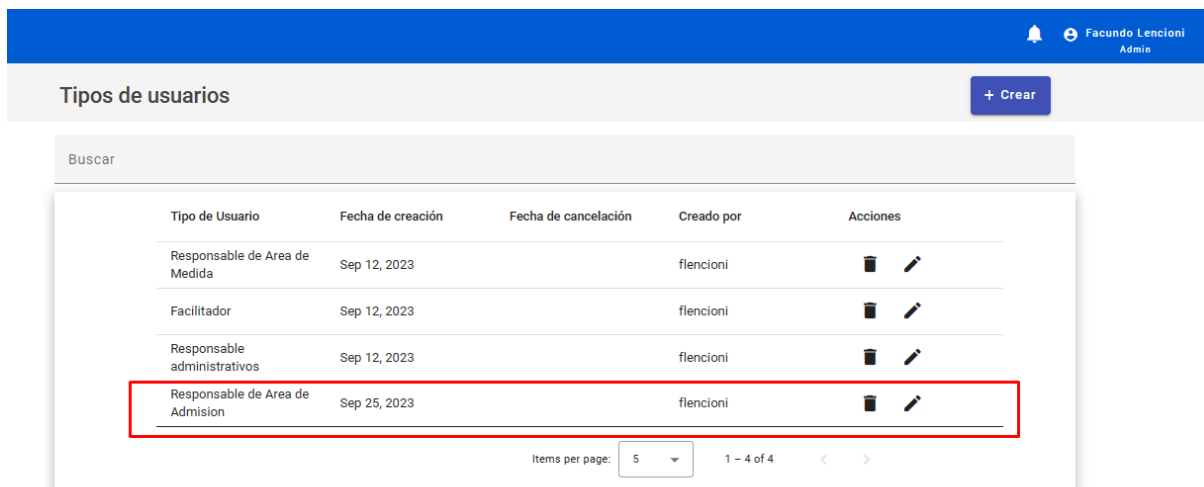 Facundo Lencioni
Admin
Tipos de usuarios
+ Crear
Buscar
Tipo de Usuario Fecha de creación Fecha de cancelación Creado por Acciones
Responsable de Area de
Medida
Sep 12, 2023 flencioni
Facilitador Sep 12, 2023 flencioni
Responsable
administrativos
Sep 12, 2023 flencioni
Responsable de Area de
Admision
Sep 25, 2023 flencioni
Items per page: 5 1 – 4 of 4